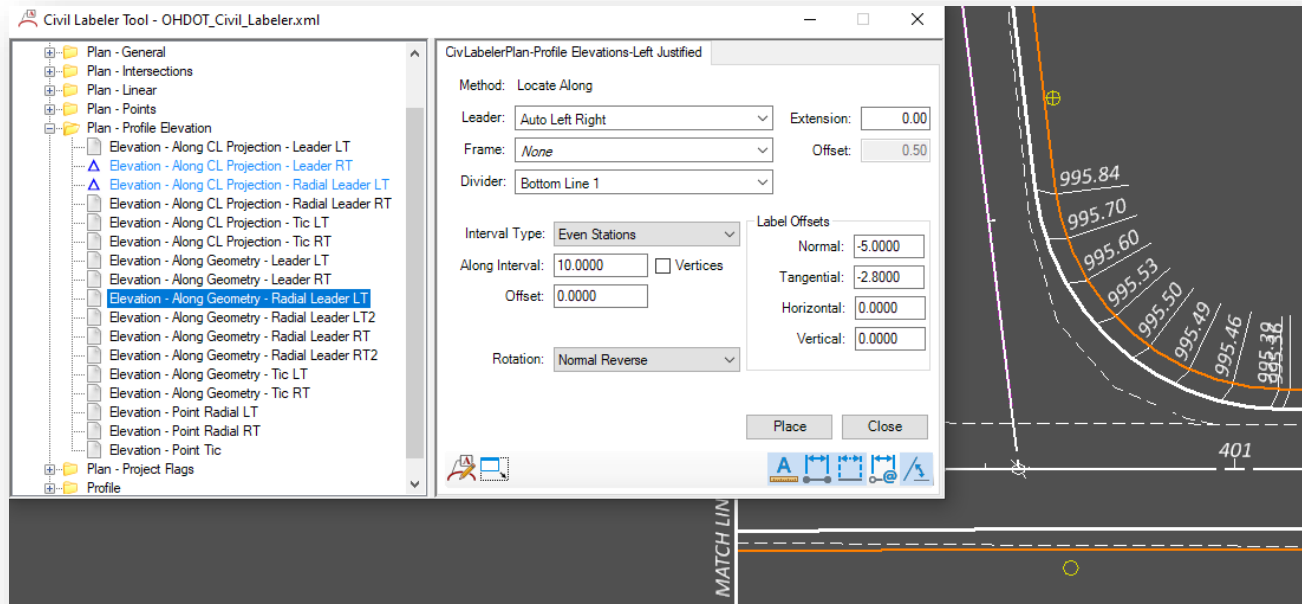 Civil Labeler Tool - OHDOT_Civil_Labeler.xml
Plan - General
Plan - Intersections
Plan - Linear
Plan - Points
Plan - Profile Elevation
Elevation - Along CL Projection - Leader LT
Elevation - Along CL Projection - Leader RT
Elevation - Along CL Projection - Radial Leader LT
Elevation - Along CL Projection - Radial Leader RT
Elevation - Along CL Projection - Tic LT
Elevation - Along CL Projection - Tic RT
Elevation - Along Geometry - Leader LT
Elevation - Along Geometry - Leader RT
Elevation - Along Geometry - Radial Leader LT
Elevation - Along Geometry - Radial Leader LT2
Elevation - Along Geometry - Radial Leader RT
Elevation - Along Geometry - Radial Leader RT2
Elevation - Along Geometry - Tic LT
Elevation - Along Geometry - Tic RT
Elevation - Point Radial LT
Elevation - Point Radial RT
Elevation - Point Tic
Plan - Project Flags
Profile
CivLabelerPlan-Profile Elevations-Left Justified
Method: Locate Along
Leader: Auto Left Right Extension: 0.00
Frame: None Offset: 0.50
Divider: Bottom Line 1
Interval Type: Even Stations
Along Interval: 10.0000 Vertices
Offset: 0.0000
Rotation: Normal Reverse
Label Offsets
Normal: -5.0000
Tangential: -2.8000
Horizontal: 0.0000
Vertical: 0.0000
Place Close
A
995.84
995.70
995.60
995.53
995.50
995.49
995.46
401
MATCH LIN